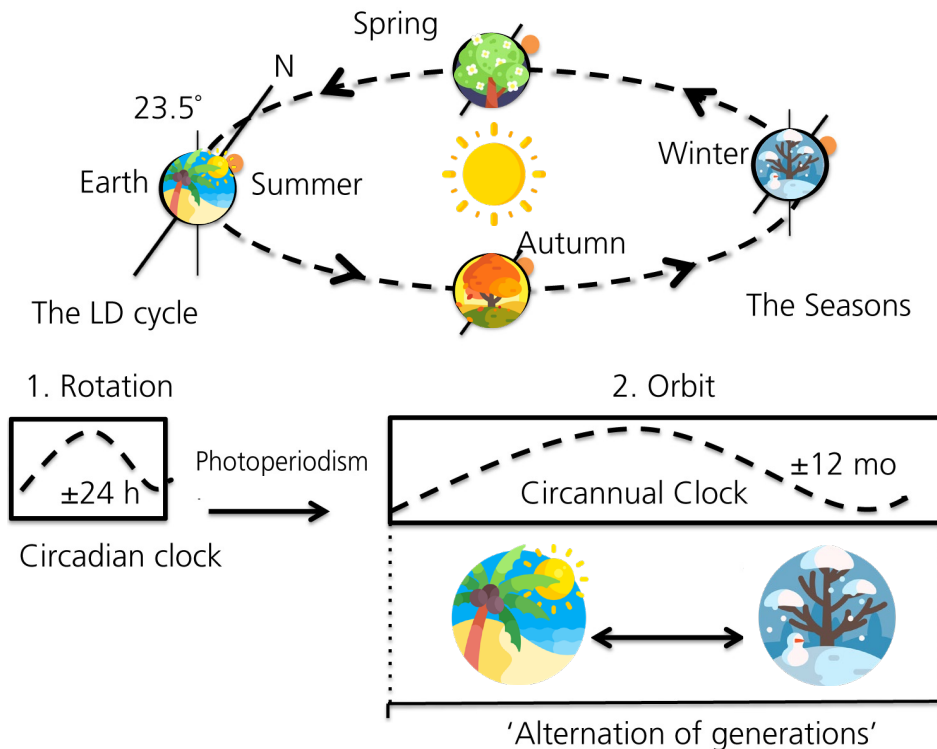 Spring
N
23.5°
Earth
Summer
Winter
Autumn
The LD cycle
The Seasons
1. Rotation
2. Orbit
Photoperiodism
±24 h
±12 mo
Circannual Clock
Circadian clock
'Alternation of generations'